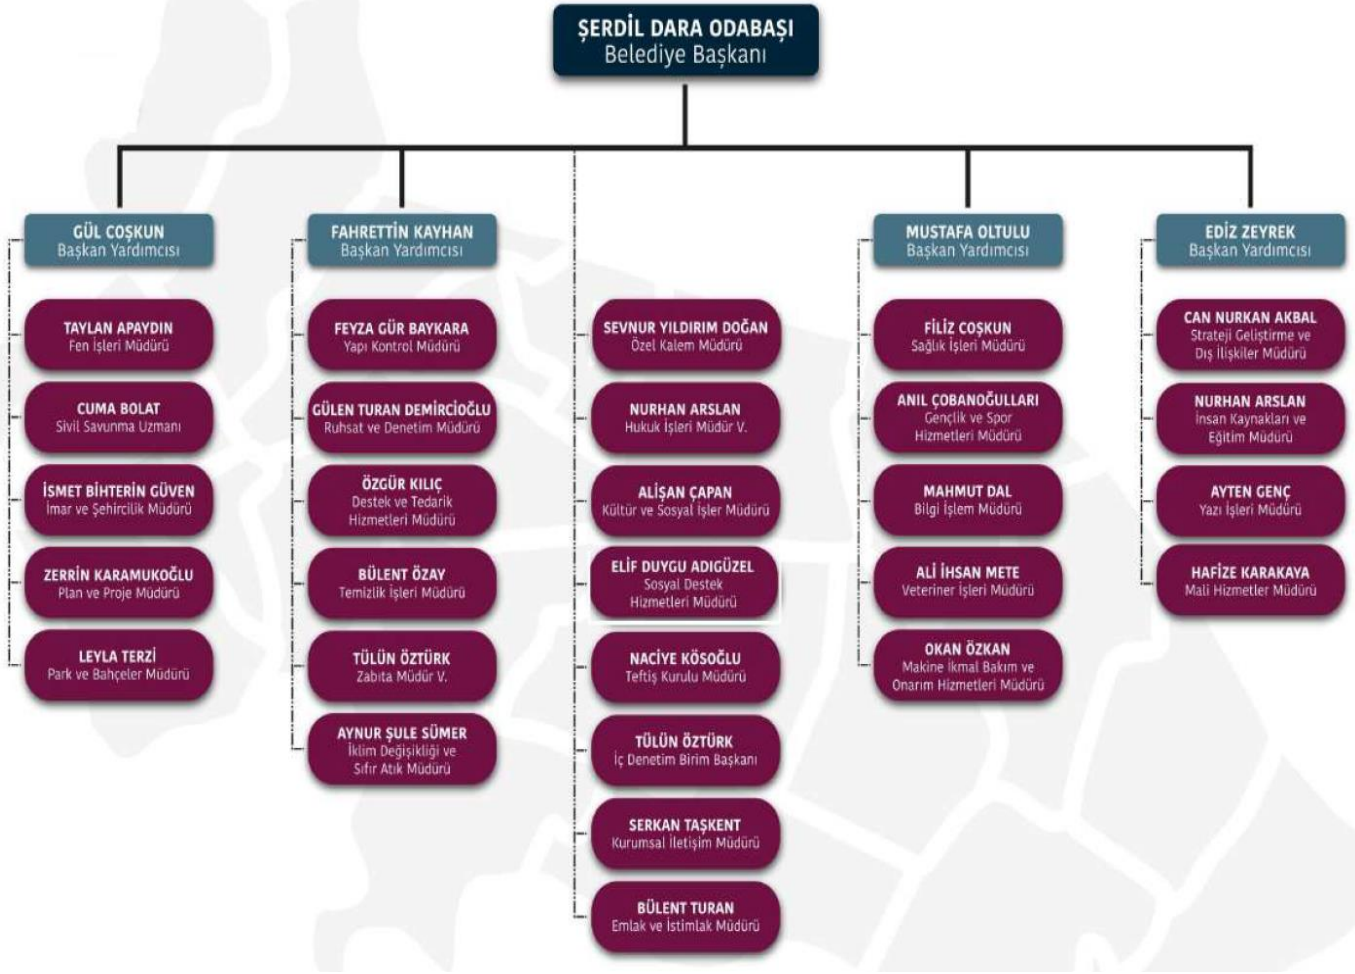 ŞERDİL DARA ODABAŞI
Belediye Başkanı
GÜL COŞKUN
Başkan Yardımcısı
TAYLAN APAYDIN
Fen İşleri Müdürü
CUMA BOLAT
Sivil Savunma Uzmanı
İSMET BİHTERİN GÜVEN
İmar ve Şehircilik Müdürü
ZERRİN KARAMUKOĞLU
Plan ve Proje Müdürü
LEYLA TERZİ
Park ve Bahçeler Müdürü
FAHRETTİN KAYHAN
Başkan Yardımcısı
FEYZA GÜR BAYKARA
Yapı Kontrol Müdürü
GÜLEN TURAN DEMİRCİOĞLU
Ruhsat ve Denetim Müdürü
ÖZGÜR KILIÇ
Destek ve Tedarik
Hizmetleri Müdürü
BÜLENT ÖZAY
Temizlik İşleri Müdürü
TÜLÜN ÖZTÜRK
Zabıta Müdür V.
AYNUR ŞULE SÜMER
İklim Değişikliği ve
Sıfır Atık Müdürü
SEVNUR YILDIRIM DOĞAN
Özel Kalem Müdürü
NURHAN ARSLAN
Hukuk İşleri Müdür V.
ALİŞAN ÇAPAN
Kültür ve Sosyal İşler Müdürü
ELİF DUYGU ADIGÜZEL
Sosyal Destek
Hizmetleri Müdürü
NACİYE KÖSOĞLU
Teftiş Kurulu Müdürü
TÜLÜN ÖZTÜRK
İç Denetim Birim Başkanı
SERKAN TAŞKENT
Kurumsal İletişim Müdürü
BÜLENT TURAN
Emlak ve İstimlak Müdürü
MUSTAFA OLTULU
Başkan Yardımcısı
FİLİZ COŞKUN
Sağlık İşleri Müdürü
ANIL ÇOBANOĞULLARI
Gençlik ve Spor
Hizmetleri Müdürü
MAHMUT DAL
Bilgi İşlem Müdürü
ALİ İHSAN METE
Veteriner İşleri Müdürü
OKAN ÖZKAN
Makine İkmal Bakım ve
Onarım Hizmetleri Müdürü
EDİZ ZEYREK
Başkan Yardımcısı
CAN NURKAN AKBAL
Strateji Geliştirme ve
Dış İlişkiler Müdürü
NURHAN ARSLAN
İnsan Kaynakları ve
Eğitim Müdürü
AYTEN GENÇ
Yazı İşleri Müdürü
HAFİZE KARAKAYA
Mali Hizmetler Müdürü